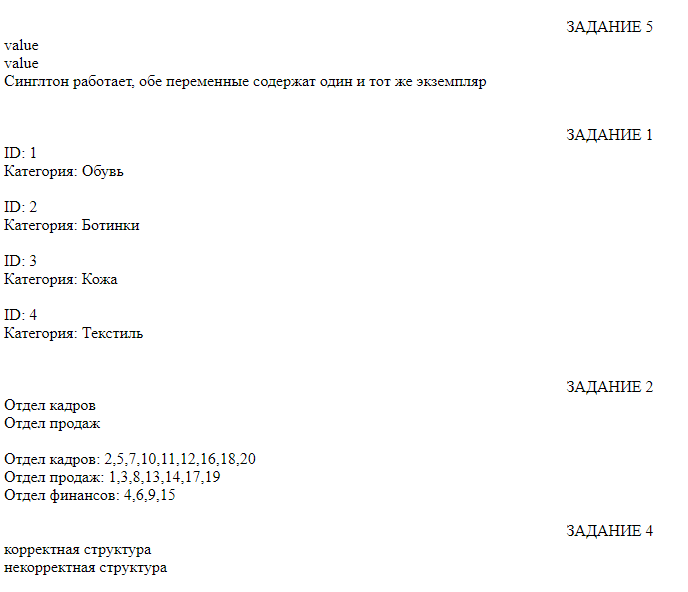 ЗАДАНИЕ 5
value
value
Синглтон работает, обе переменные содержат один и тот же экземпляр
ЗАДАНИЕ 1
ID: 1
Категория: Обувь
ID: 2
Категория: Ботинки
ID: 3
Категория: Кожа
ID: 4
Категория: Текстиль
ЗАДАНИЕ 2
Отдел кадров
Отдел продаж
Отдел кадров: 2,5,7,10,11,12,16,18,20
Отдел продаж: 1,3,8,13,14,17,19
Отдел финансов: 4,6,9,15
ЗАДАНИЕ 4
корректная структура
некорректная структура